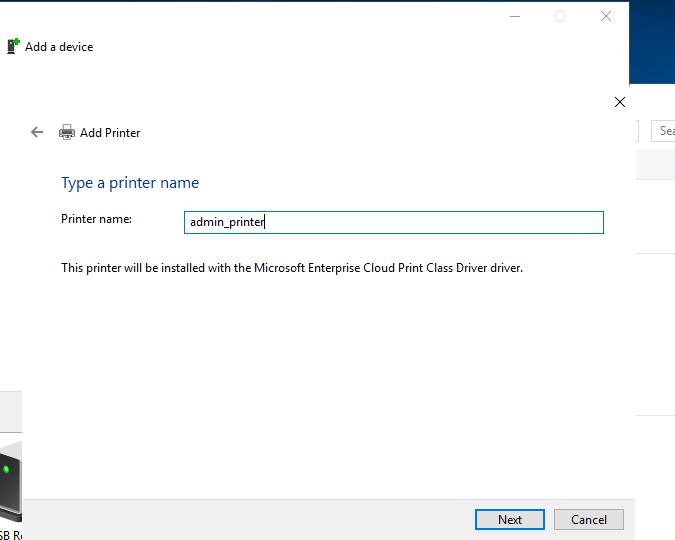 Add a device
Sea
Add Printer
Type a printer name
Printer name:
admin_printer
This printer will be installed with the Microsoft Enterprise Cloud Print Class Driver driver.
Next
Cancel
SB Re